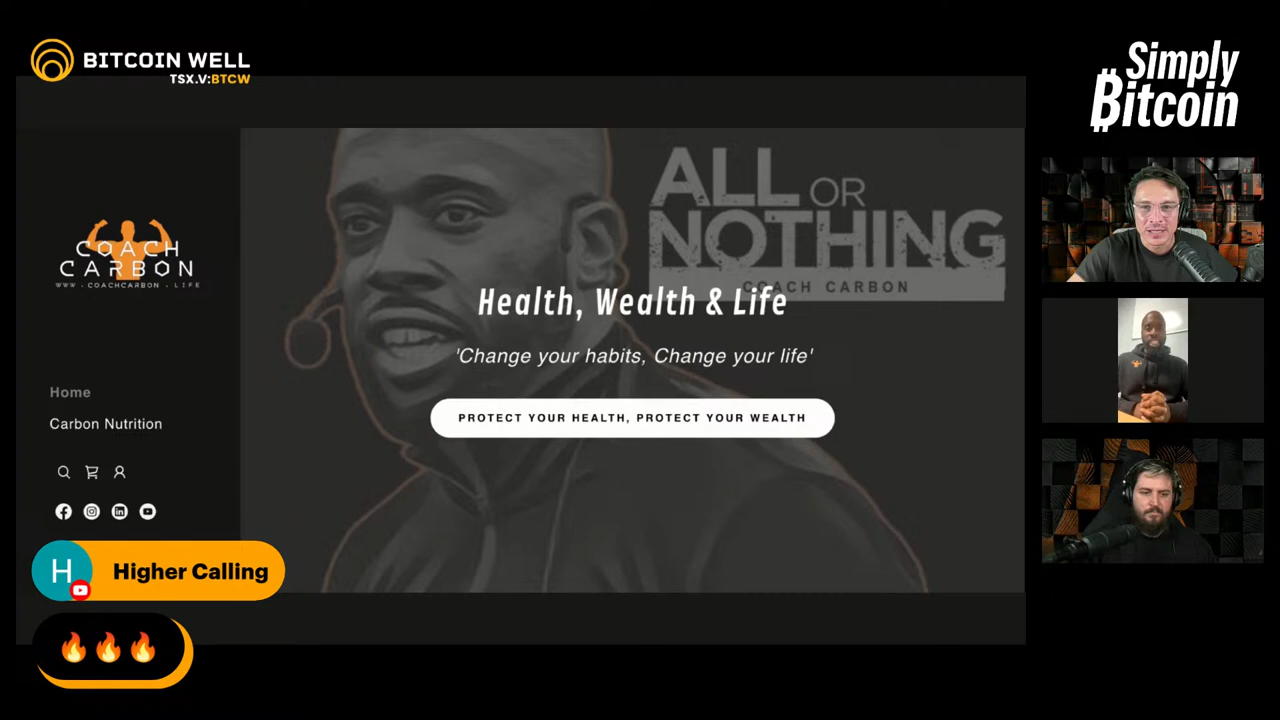 BITCOIN WELL
TSX.V:BTCW
Simply
Bitcoin
COACH
CARBON
WWW . COACHCARBON . LIFE
ALL OR
NOTHING
COACH CARBON
Health, Wealth & Life
'Change your habits, Change your life'
PROTECT YOUR HEALTH, PROTECT YOUR WEALTH
Home
Carbon Nutrition
H
Higher Calling